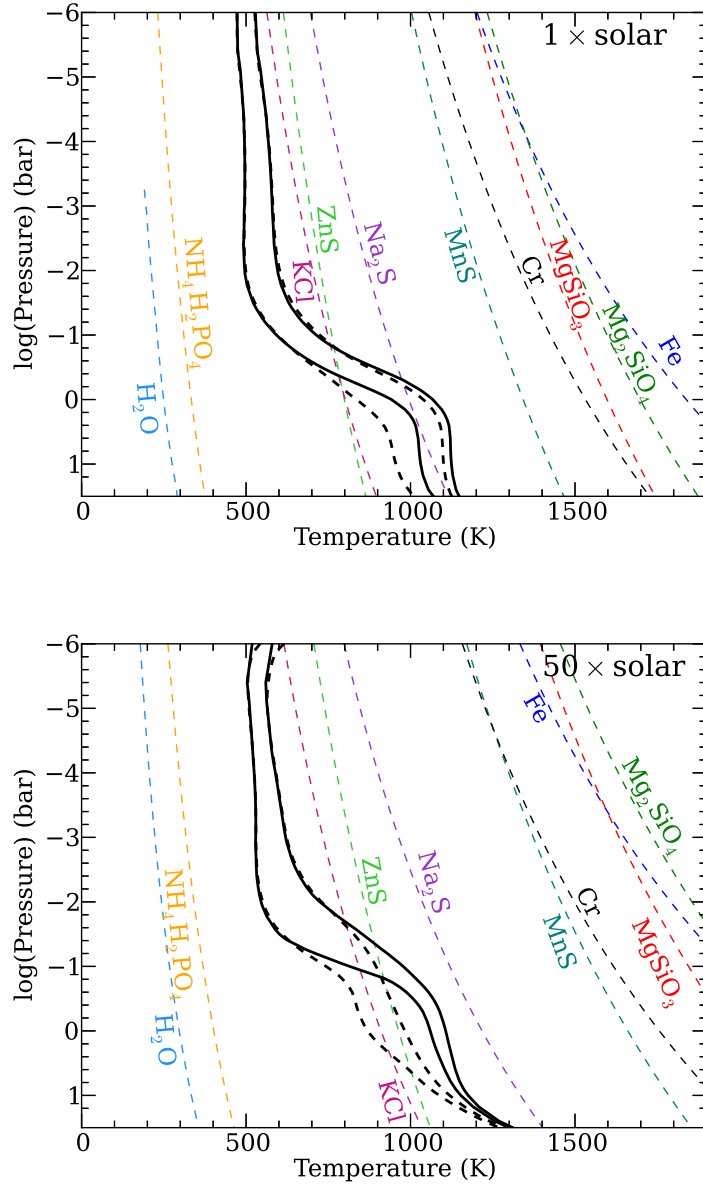 1 × solar
−6
−5
−4
−3
−2
−1
0
1
log(Pressure) (bar)
H₂O
NH₄H₂PO₄
KCl
ZnS
Na₂S
MnS
Cr
MgSiO₃
Mg₂SiO₄
Fe
0 500 1000 1500
Temperature (K)
50 × solar
−6
−5
−4
−3
−2
−1
0
1
log(Pressure) (bar)
H₂O
NH₄H₂PO₄
KCl
ZnS
Na₂S
MnS
Cr
Fe
MgSiO₃
Mg₂SiO₄
0 500 1000 1500
Temperature (K)